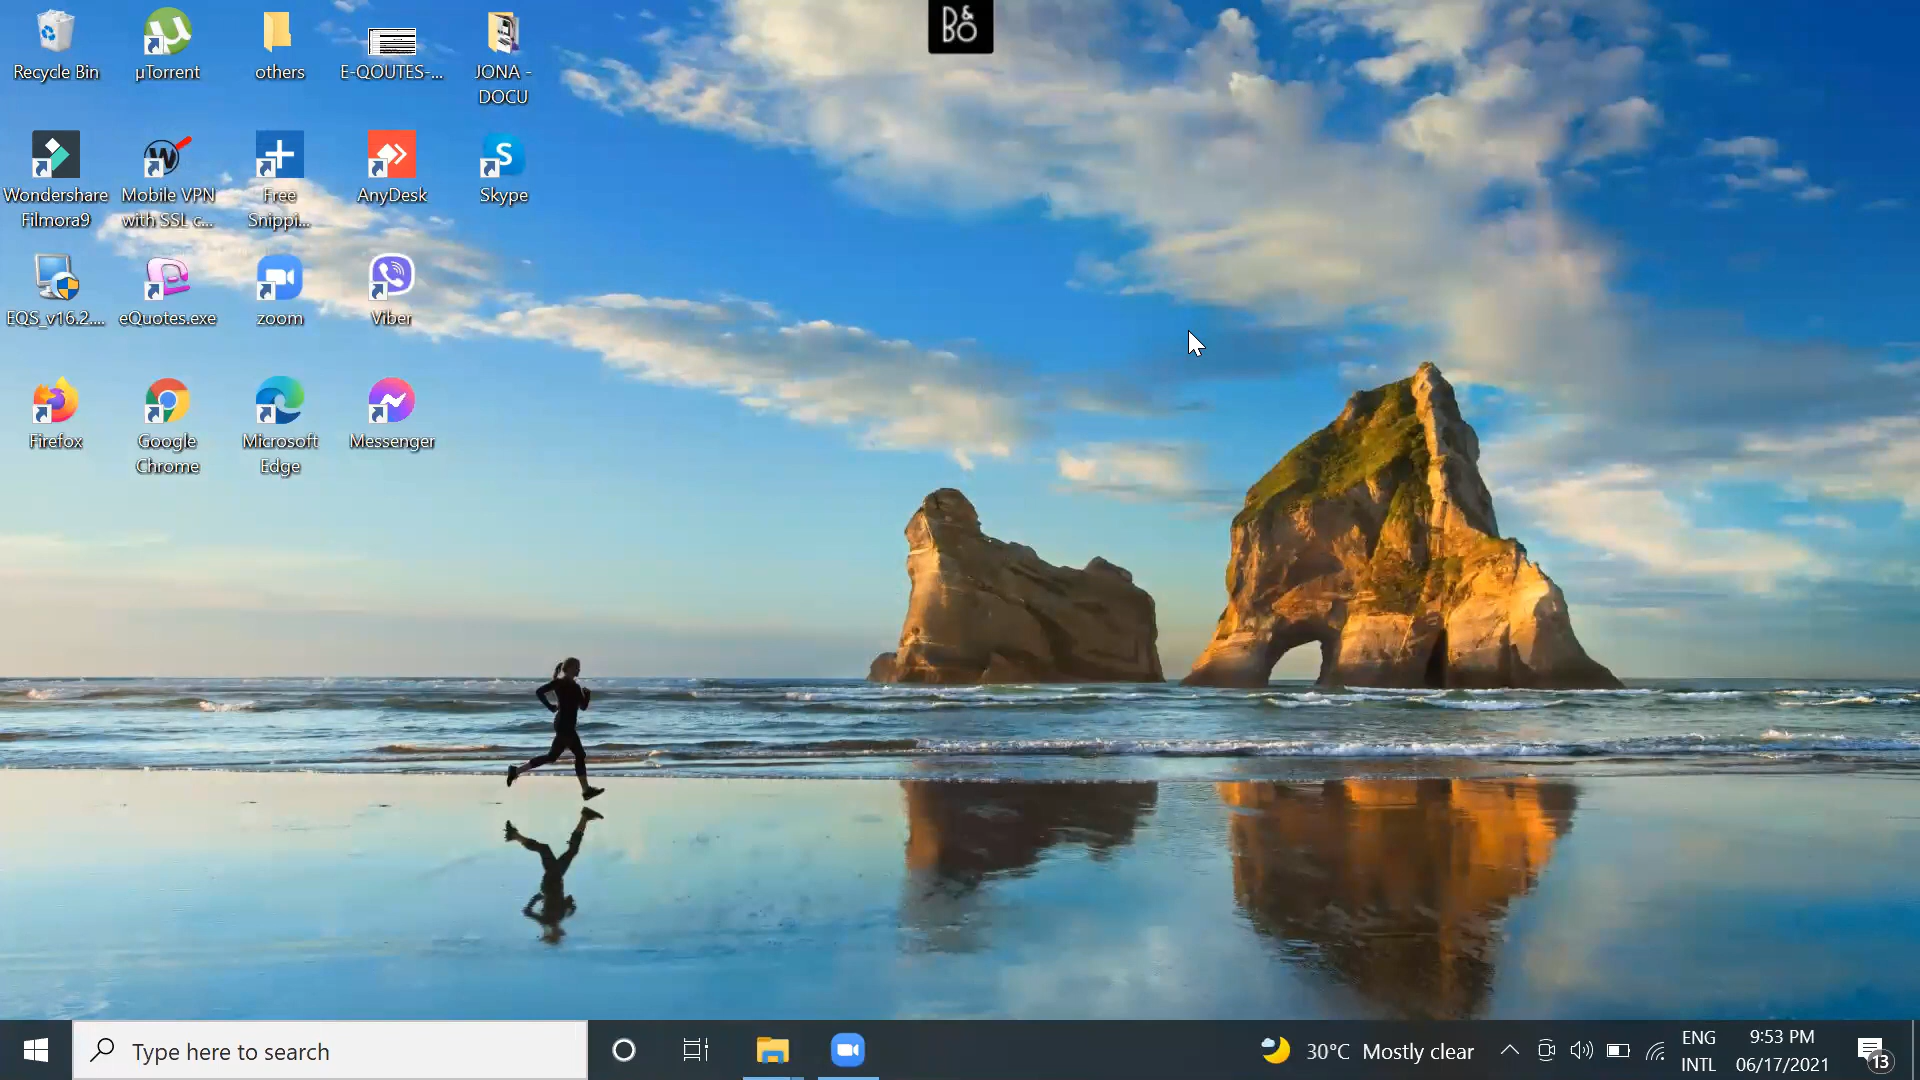 B&O
Recycle Bin
µTorrent
others
E-QOUTES-...
JONA -
DOCU
Wondershare
Filmora9
Mobile VPN
with SSL c...
Free
Snippi...
AnyDesk
Skype
EQS_v16.2....
eQuotes.exe
zoom
Viber
Firefox
Google
Chrome
Microsoft
Edge
Messenger
Type here to search
30°C Mostly clear
ENG
INTL
9:53 PM
06/17/2021
13